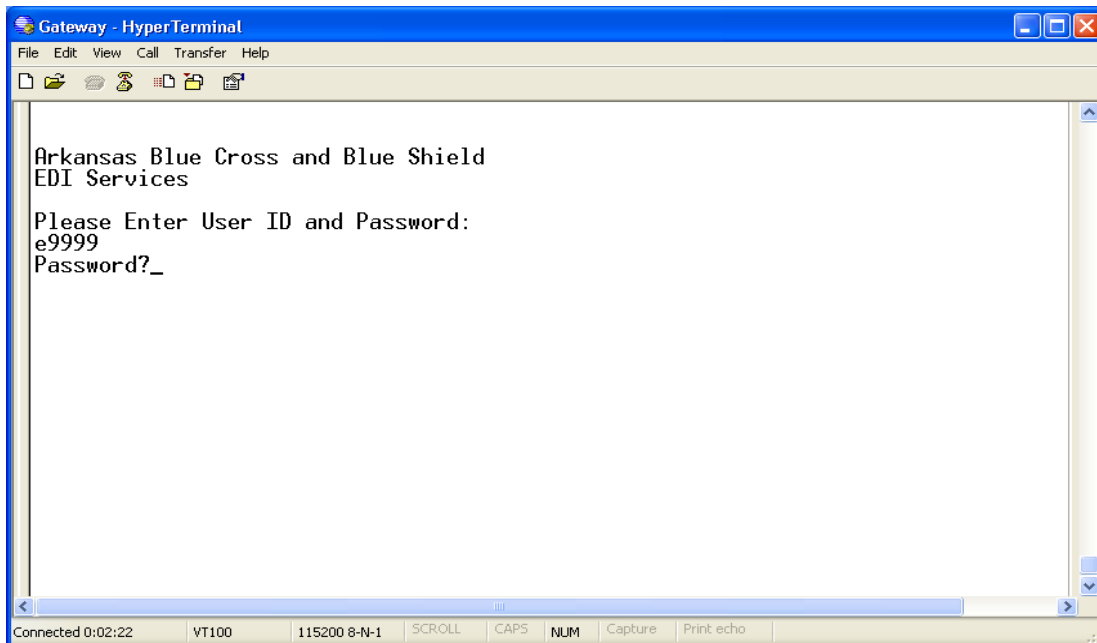 Gateway - HyperTerminal
File Edit View Call Transfer Help
Arkansas Blue Cross and Blue Shield
EDI Services
Please Enter User ID and Password:
e9999
Password?_
Connected 0:02:22 VT100 115200 8-N-1 SCROLL CAPS NUM Capture Print echo